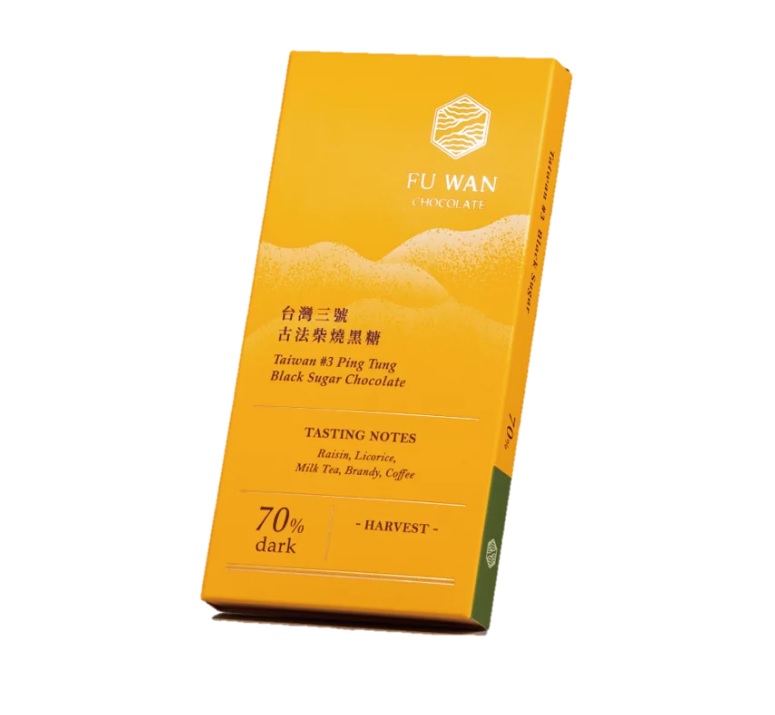 FU WAN
CHOCOLATE
台灣三號
古法柴燒黑糖
Taiwan #3 Ping Tung
Black Sugar Chocolate
TASTING NOTES
Raisin, Licorice,
Milk Tea, Brandy, Coffee
70%
dark
- HARVEST -
Taiwan #3 Black Sugar
70%